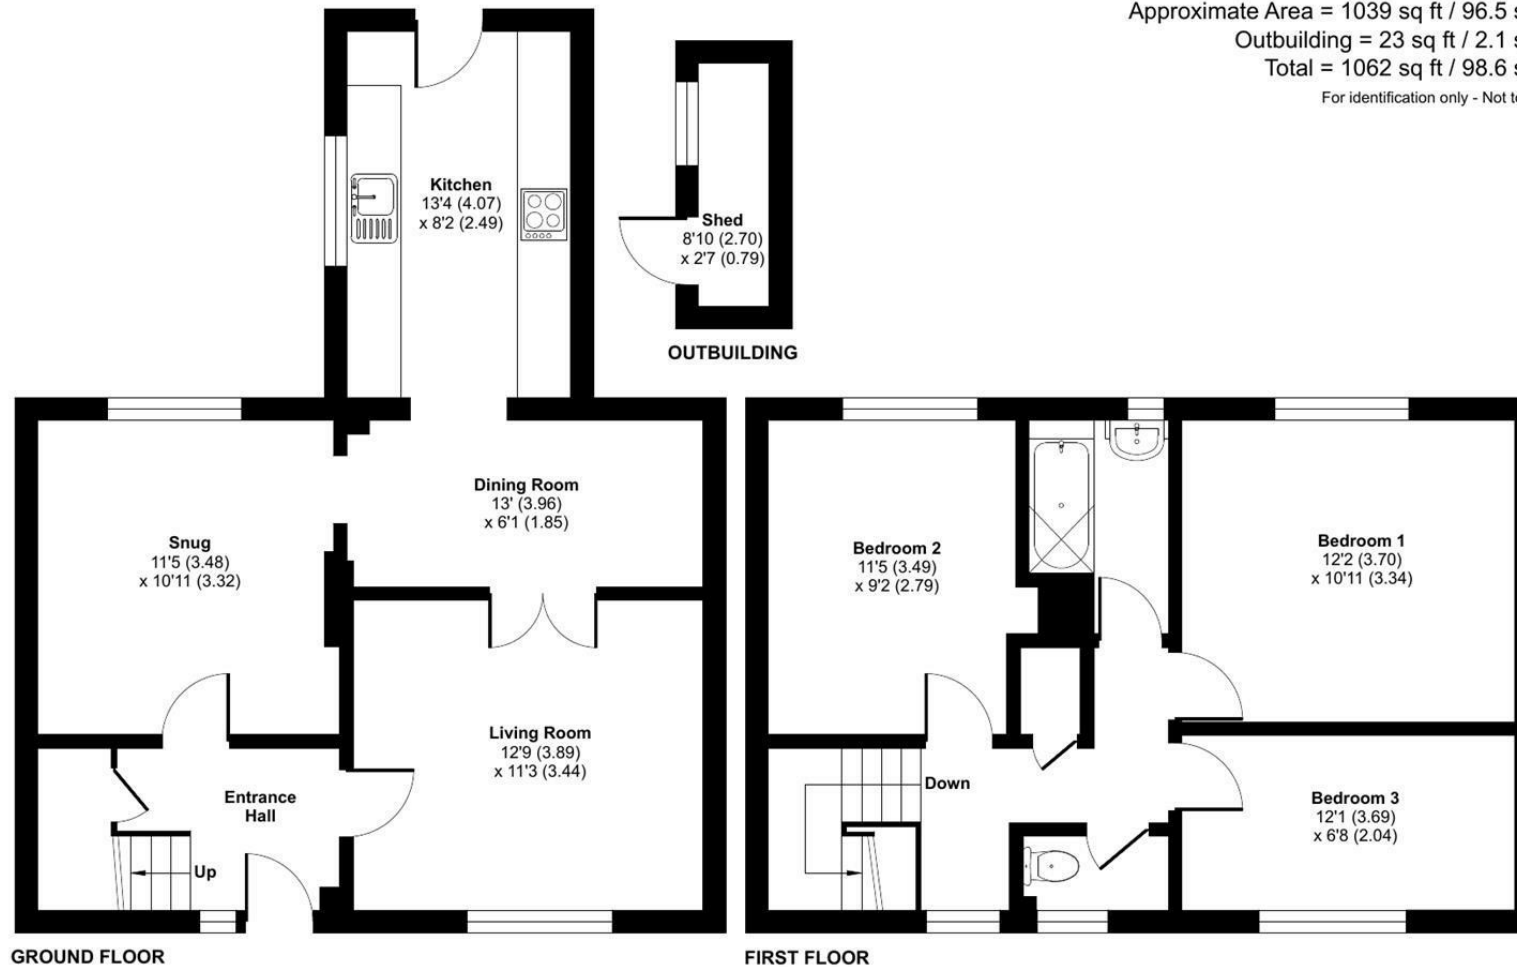 Approximate Area = 1039 sq ft / 96.5 s
Outbuilding = 23 sq ft / 2.1 s
Total = 1062 sq ft / 98.6 s
For identification only - Not t
Kitchen
13'4 (4.07)
x 8'2 (2.49)
Shed
8'10 (2.70)
x 2'7 (0.79)
OUTBUILDING
Dining Room
13' (3.96)
x 6'1 (1.85)
Snug
11'5 (3.48)
x 10'11 (3.32)
Living Room
12'9 (3.89)
x 11'3 (3.44)
Entrance
Hall
Up
GROUND FLOOR
Bedroom 2
11'5 (3.49)
x 9'2 (2.79)
Bedroom 1
12'2 (3.70)
x 10'11 (3.34)
Down
Bedroom 3
12'1 (3.69)
x 6'8 (2.04)
FIRST FLOOR